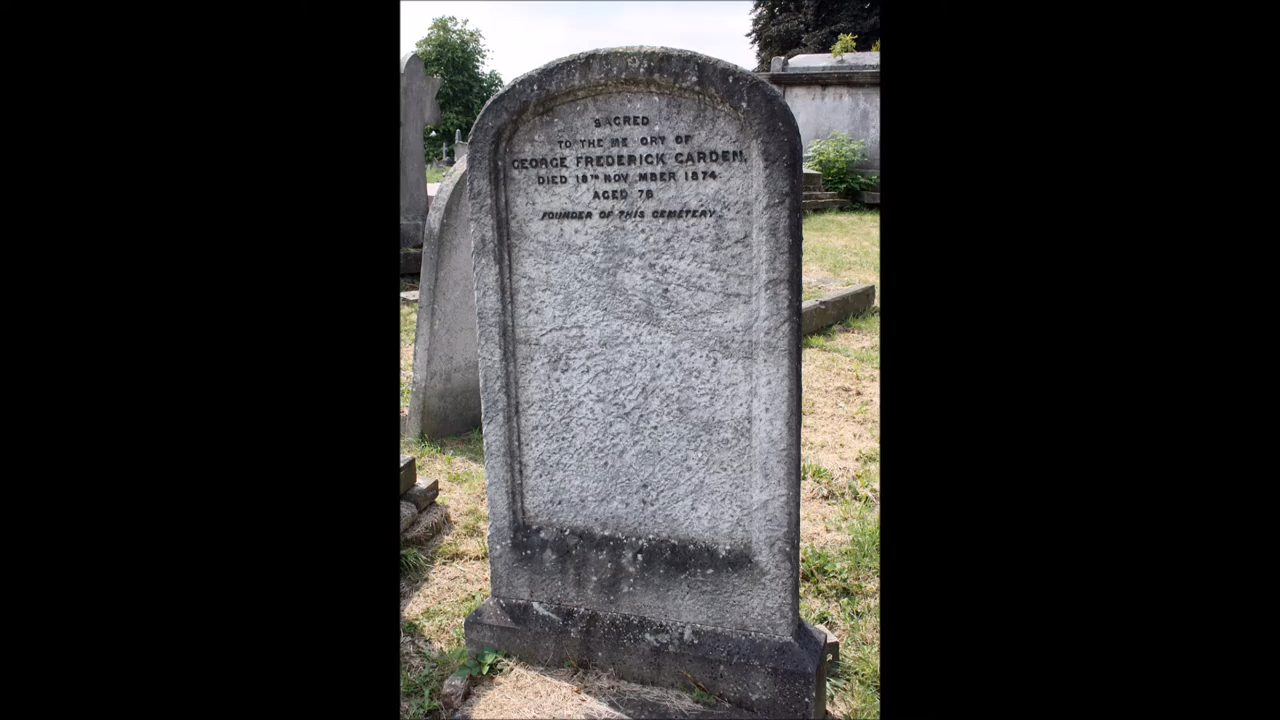 SACRED
TO THE ME ORY OF
GEORGE FREDERICK CARDEN,
DIED 18TH NOV MBER 1874
AGED 76
FOUNDER OF THIS CEMETERY.